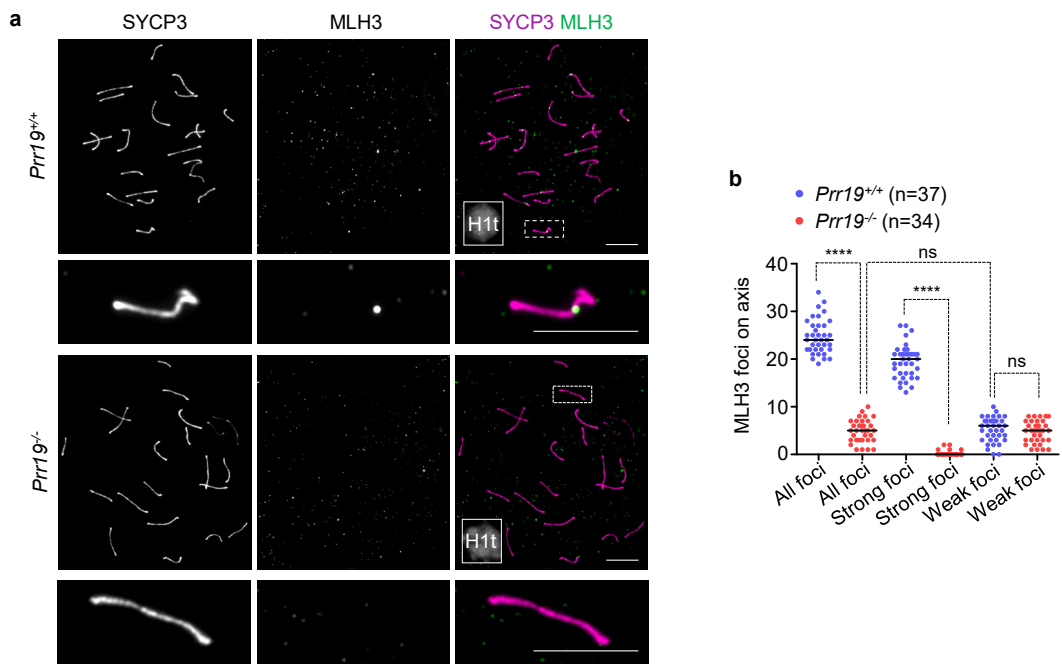 a
SYCP3 MLH3 SYCP3 MLH3
Prr19+/+
H1t
Prr19-/-
H1t
b
Prr19+/+ (n=37)
Prr19-/- (n=34)
**** ns
****
ns
MLH3 foci on axis
40
30
20
10
0
All foci
All foci
Strong foci
Strong foci
Weak foci
Weak foci